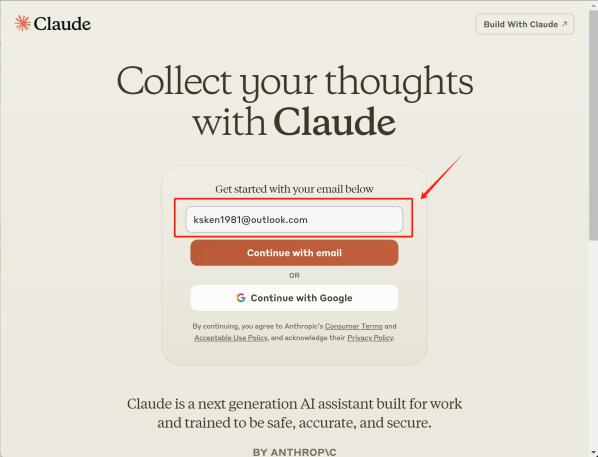 Claude
Build With Claude ↗
Collect your thoughts
with Claude
Get started with your email below
ksken1981@outlook.com
Continue with email
OR
Continue with Google
By continuing, you agree to Anthropic's Consumer Terms and
Acceptable Use Policy, and acknowledge their Privacy Policy.
Claude is a next generation AI assistant built for work
and trained to be safe, accurate, and secure.
BY ANTHROP\C